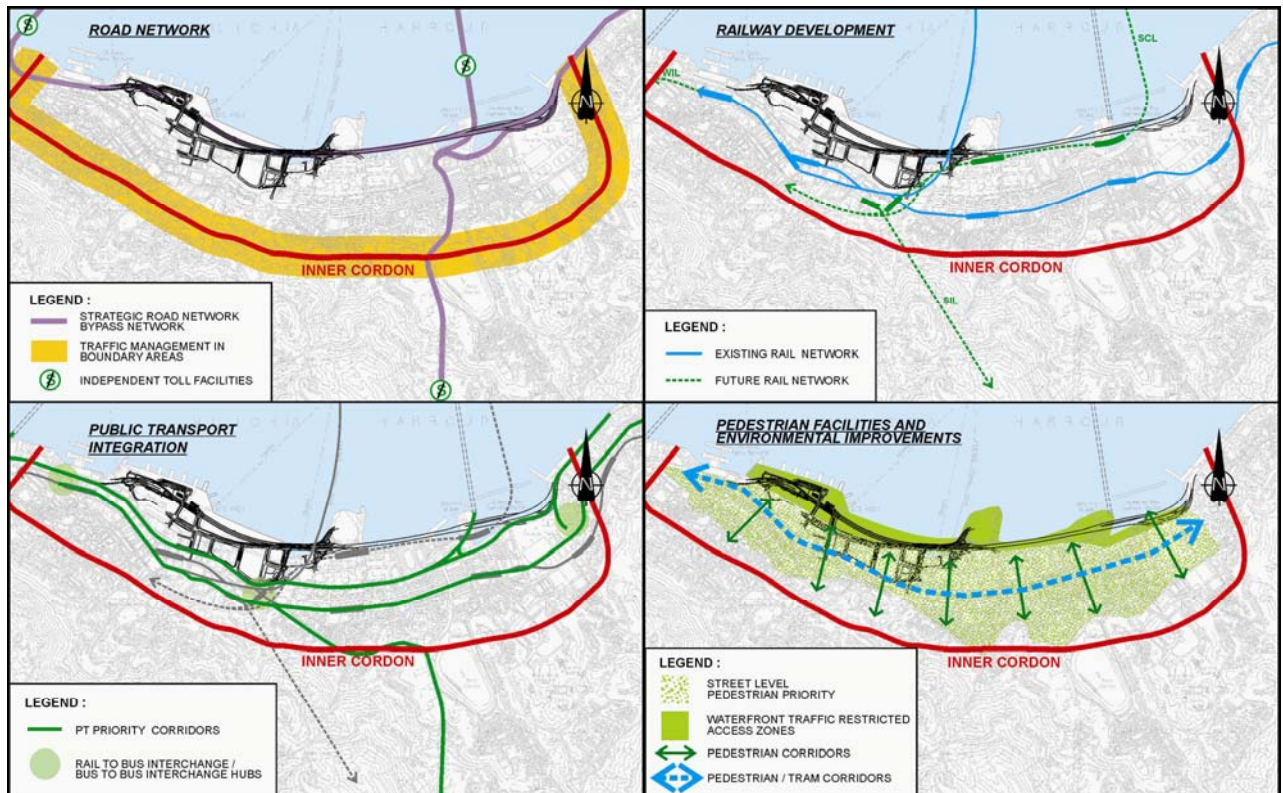 ROAD NETWORK
INNER CORDON
LEGEND :
STRATEGIC ROAD NETWORK
BYPASS NETWORK
TRAFFIC MANAGEMENT IN
BOUNDARY AREAS
$ INDEPENDENT TOLL FACILITIES
N
$
$
$
RAILWAY DEVELOPMENT
SCL
WIL
N
INNER CORDON
SIL
LEGEND :
EXISTING RAIL NETWORK
FUTURE RAIL NETWORK
PUBLIC TRANSPORT
INTEGRATION
N
INNER CORDON
LEGEND :
PT PRIORITY CORRIDORS
RAIL TO BUS INTERCHANGE /
BUS TO BUS INTERCHANGE HUBS
PEDESTRIAN FACILITIES AND
ENVIRONMENTAL IMPROVEMENTS
N
INNER CORDON
LEGEND :
STREET LEVEL
PEDESTRIAN PRIORITY
WATERFRONT TRAFFIC RESTRICTED
ACCESS ZONES
PEDESTRIAN CORRIDORS
PEDESTRIAN / TRAM CORRIDORS